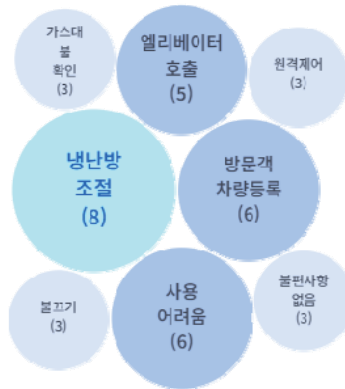 가스대
불
확인
(3)
엘리베이터
호출
(5)
원격제어
(3)
냉난방
조절
(8)
방문객
차량등록
(6)
불끄기
(3)
사용
어려움
(6)
불편사항
없음
(3)